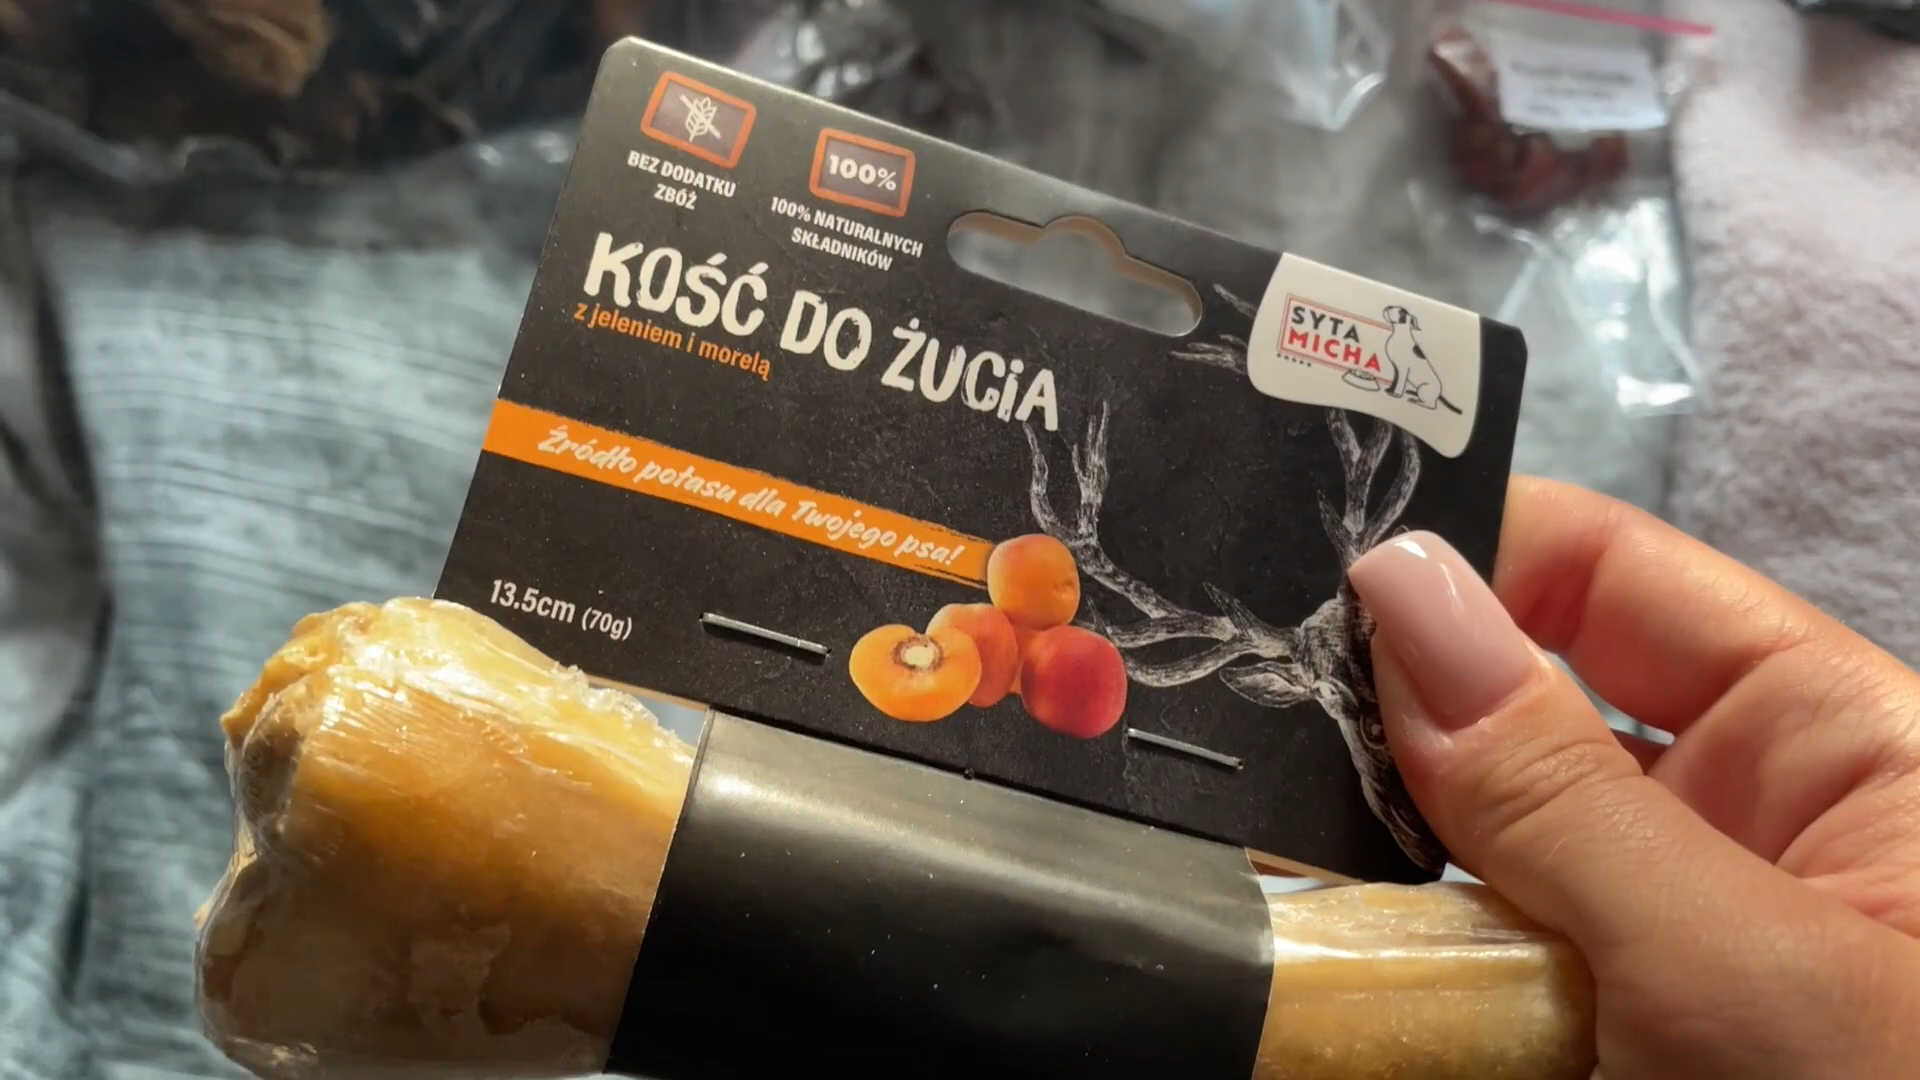 BEZ DODATKU
ZBÓŻ
100%
100% NATURALNYCH
SKŁADNIKÓW
KOŚĆ DO ŻUCIA
z jeleniem i morelą
SYTA
MICHA
Źródło potasu dla Twojego psa!
13.5cm (70g)